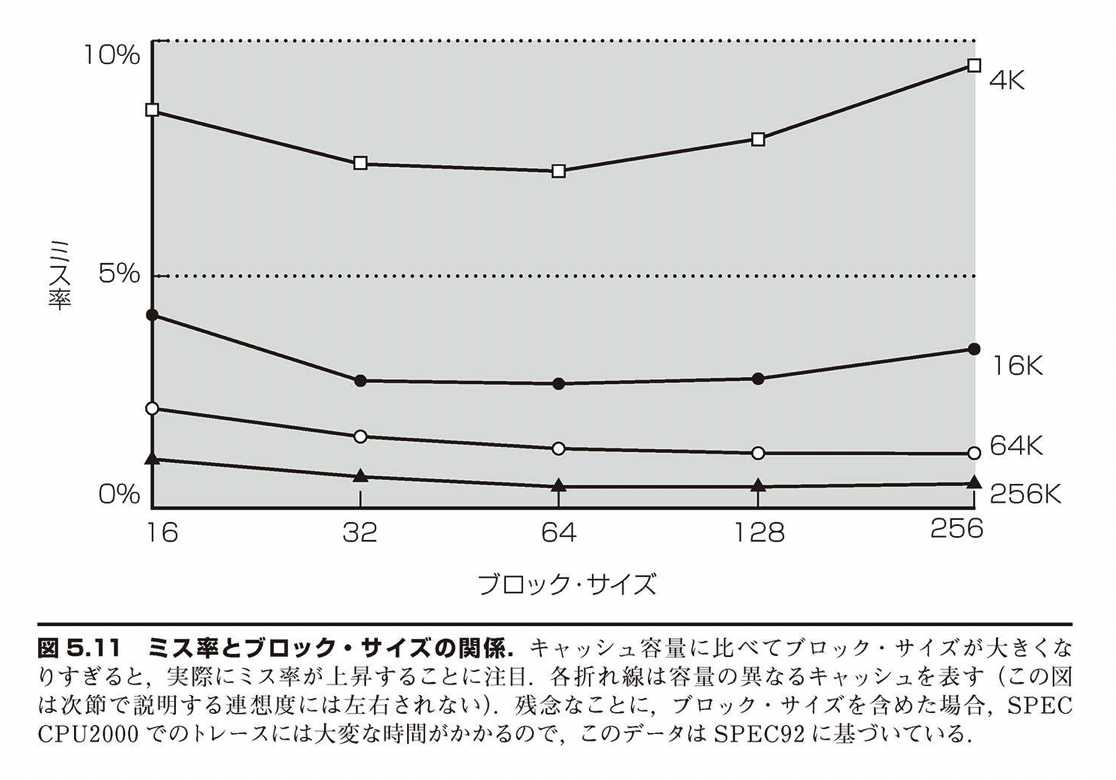 10%
4K
ミス率
5%
16K
64K
0%
256K
16 32 64 128 256
ブロック・サイズ
図 5.11 ミス率とブロック・サイズの関係.キャッシュ容量に比べてブロック・サイズが大きくな
りすぎると,実際にミス率が上昇することに注目.各折れ線は容量の異なるキャッシュを表す(この図
は次節で説明する連想度には左右されない).残念なことに,ブロック・サイズを含めた場合,SPEC
CPU2000 でのトレースには大変な時間がかかるので,このデータは SPEC92 に基づいている.